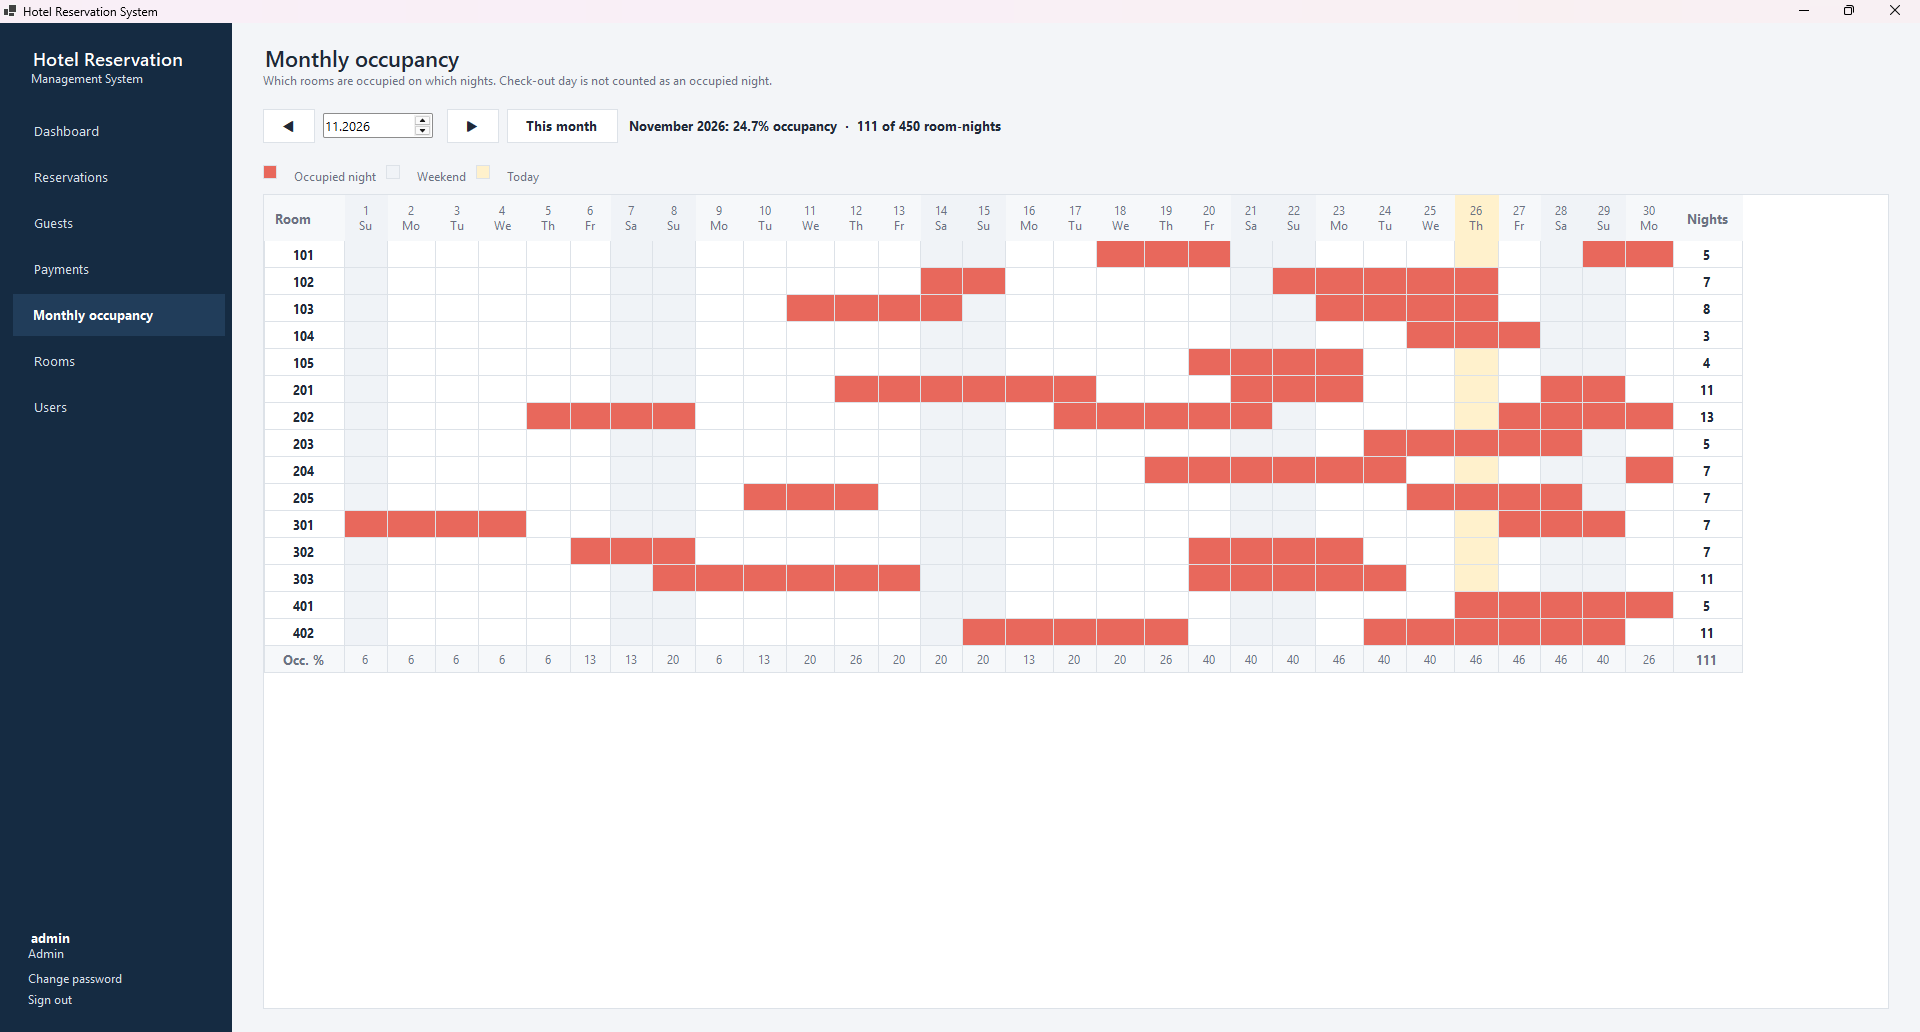 Hotel Reservation System
Hotel Reservation
Management System
Dashboard
Reservations
Guests
Payments
Monthly occupancy
Rooms
Users
admin
Admin
Change password
Sign out
Monthly occupancy
Which rooms are occupied on which nights. Check-out day is not counted as an occupied night.
11.2026
This month
November 2026: 24.7% occupancy · 111 of 450 room-nights
Occupied night Weekend Today
Room 1 2 3 4 5 6 7 8 9 10 11 12 13 14 15 16 17 18 19 20 21 22 23 24 25 26 27 28 29 30 Nights
Su Mo Tu We Th Fr Sa Su Mo Tu We Th Fr Sa Su Mo Tu We Th Fr Sa Su Mo Tu We Th Fr Sa Su Mo
101 5
102 7
103 8
104 3
105 4
201 11
202 13
203 5
204 7
205 7
301 7
302 7
303 11
401 5
402 11
Occ. % 6 6 6 6 6 13 13 20 6 13 20 26 20 20 20 13 20 20 26 40 40 40 46 40 40 46 46 46 40 26 111